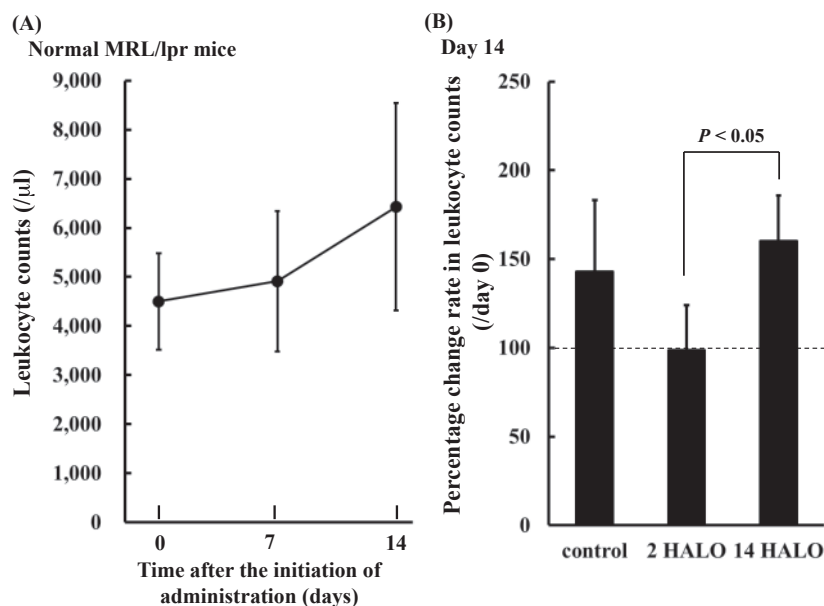 (A)
Normal MRL/lpr mice
9,000
8,000
7,000
6,000
5,000
4,000
3,000
2,000
1,000
0
Leukocyte counts (/μl)
0 7 14
Time after the initiation of
administration (days)
(B)
Day 14
250
200
150
100
50
0
Percentage change rate in leukocyte counts
(/day 0)
P < 0.05
control 2 HALO 14 HALO